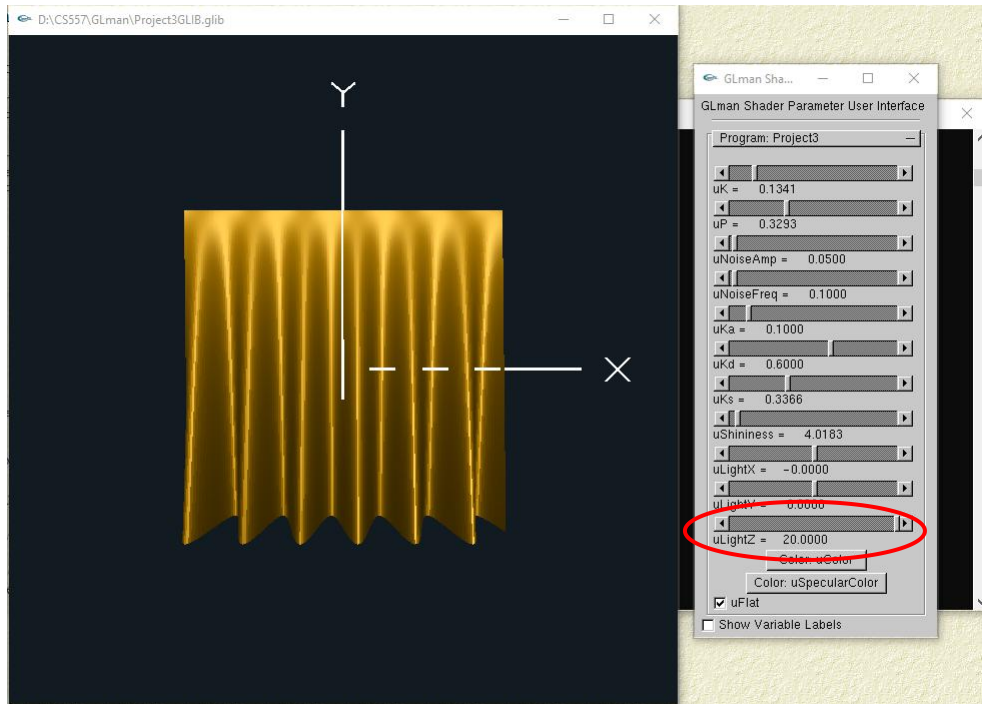 D:\CS557\GLman\Project3GLIB.glib
Y
X
GLman Sha...
GLman Shader Parameter User Interface
Program: Project3
uK = 0.1341
uP = 0.3293
uNoiseAmp = 0.0500
uNoiseFreq = 0.1000
uKa = 0.1000
uKd = 0.6000
uKs = 0.3366
uShininess = 4.0183
uLightX = -0.0000
uLightY = 0.0000
uLightZ = 20.0000
Color: uColor
Color: uSpecularColor
uFlat
Show Variable Labels